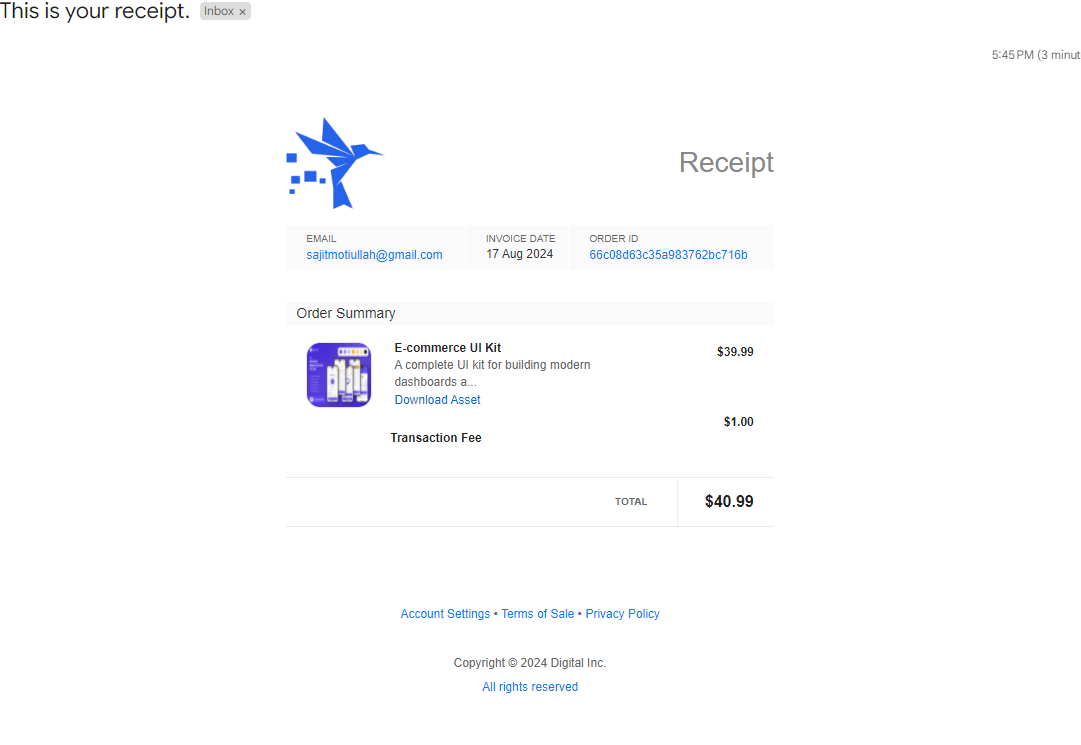 This is your receipt. Inbox ×
5:45 PM (3 minut
Receipt
EMAIL INVOICE DATE ORDER ID
sajitmotiullah@gmail.com 17 Aug 2024 66c08d63c35a983762bc716b
Order Summary
E-commerce UI Kit $39.99
A complete UI kit for building modern
dashboards a...
Download Asset
$1.00
Transaction Fee
TOTAL $40.99
Account Settings • Terms of Sale • Privacy Policy
Copyright © 2024 Digital Inc.
All rights reserved